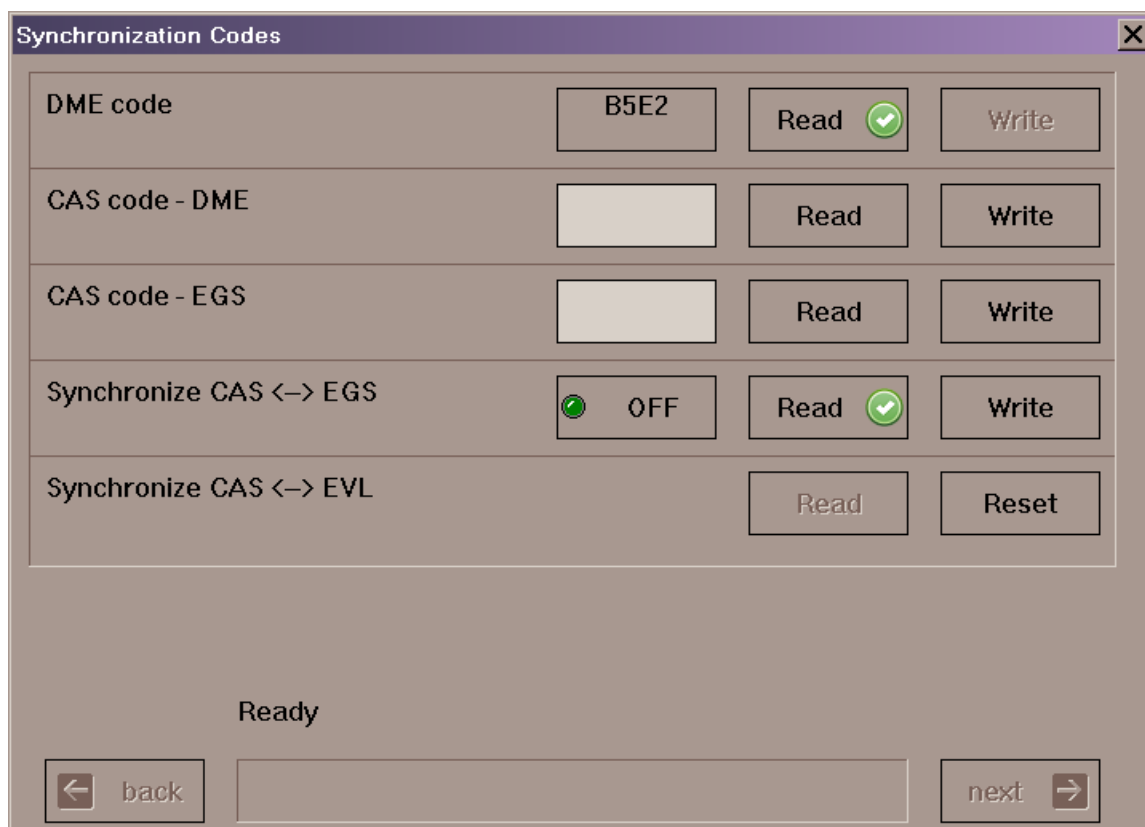 Synchronization Codes
DME code B5E2 Read Write
CAS code - DME Read Write
CAS code - EGS Read Write
Synchronize CAS <--> EGS OFF Read Write
Synchronize CAS <--> EVL Read Reset
Ready
back next